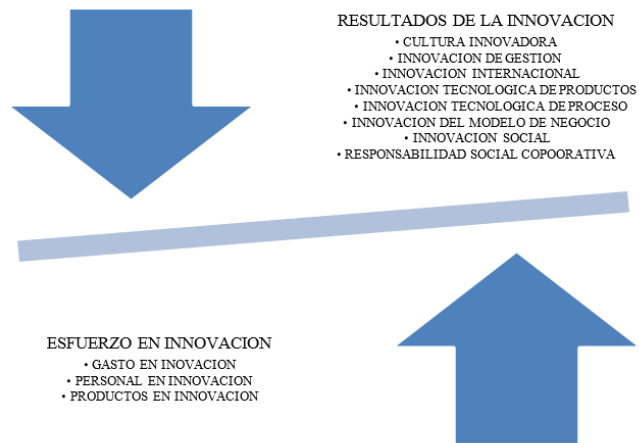 RESULTADOS DE LA INNOVACION
• CULTURA INNOVADORA
• INNOVACION DE GESTION
• INNOVACION INTERNACIONAL
• INNOVACION TECNOLOGICA DE PRODUCTOS
• INNOVACION TECNOLOGICA DE PROCESO
• INNOVACION DEL MODELO DE NEGOCIO
• INNOVACION SOCIAL
• RESPONSABILIDAD SOCIAL COPOORATIVA
ESFUERZO EN INNOVACION
• GASTO EN INOVACION
• PERSONAL EN INNOVACION
• PRODUCTOS EN INNOVACION